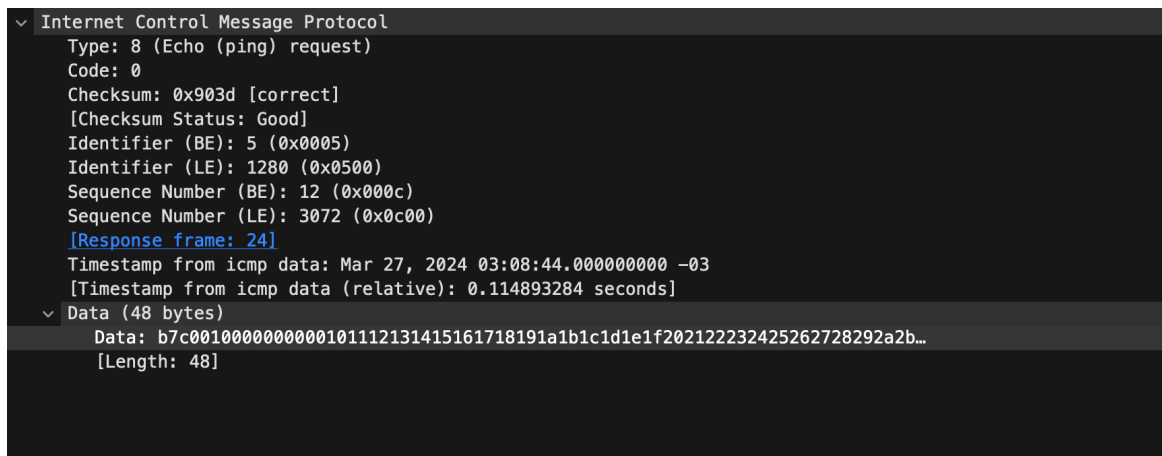 Internet Control Message Protocol
Type: 8 (Echo (ping) request)
Code: 0
Checksum: 0x903d [correct]
[Checksum Status: Good]
Identifier (BE): 5 (0x0005)
Identifier (LE): 1280 (0x0500)
Sequence Number (BE): 12 (0x000c)
Sequence Number (LE): 3072 (0x0c00)
[Response frame: 24]
Timestamp from icmp data: Mar 27, 2024 03:08:44.000000000 -03
[Timestamp from icmp data (relative): 0.114893284 seconds]
Data (48 bytes)
Data: b7c0010000000000101112131415161718191a1b1c1d1e1f202122232425262728292a2b…
[Length: 48]